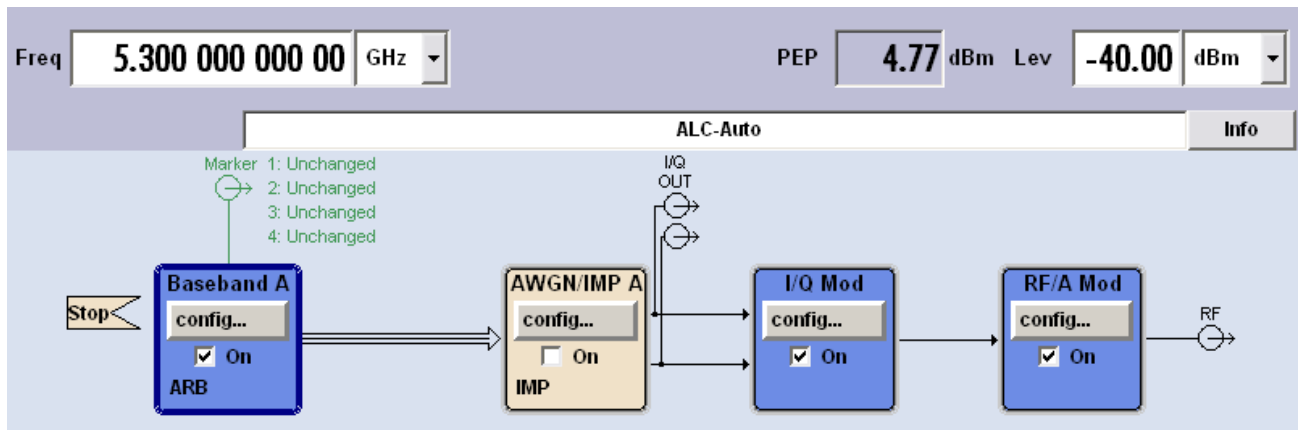 Freq 5.300 000 000 00 GHz PEP 4.77 dBm Lev -40.00 dBm
ALC-Auto Info
Marker 1: Unchanged
2: Unchanged
3: Unchanged
4: Unchanged
I/Q
OUT
Stop
Baseband A
config...
On
ARB
AWGN/IMP A
config...
On
IMP
I/Q Mod
config...
On
RF/A Mod
config...
On
RF